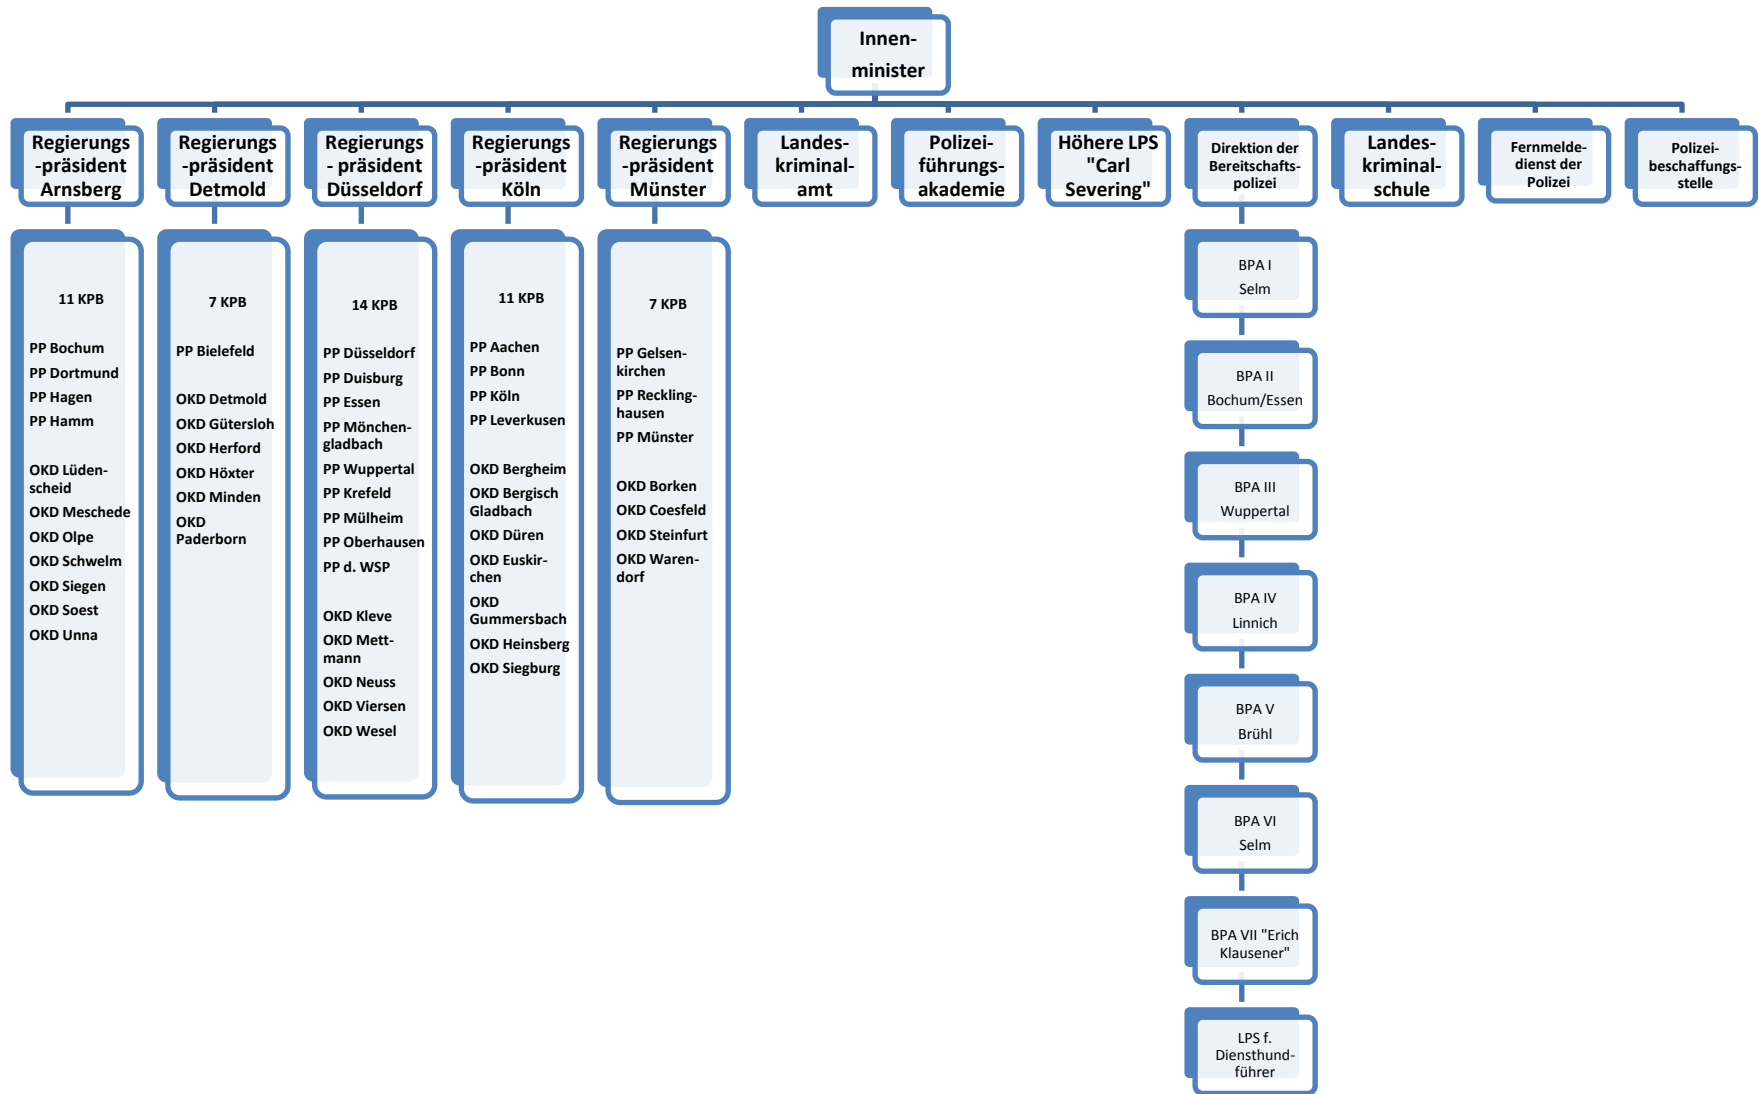 Innen-
minister
Regierungs
-präsident
Arnsberg
Regierungs
-präsident
Detmold
Regierungs
- präsident
Düsseldorf
Regierungs
-präsident
Köln
Regierungs
-präsident
Münster
Landes-
kriminal-
amt
Polizei-
führungs-
akademie
Höhere LPS
"Carl
Severing"
Direktion der
Bereitschafts-
polizei
Landes-
kriminal-
schule
Fernmelde-
dienst der
Polizei
Polizei-
beschaffungs-
stelle
11 KPB
PP Bochum
PP Dortmund
PP Hagen
PP Hamm
OKD Lüden-
scheid
OKD Meschede
OKD Olpe
OKD Schwelm
OKD Siegen
OKD Soest
OKD Unna
7 KPB
PP Bielefeld
OKD Detmold
OKD Gütersloh
OKD Herford
OKD Höxter
OKD Minden
OKD
Paderborn
14 KPB
PP Düsseldorf
PP Duisburg
PP Essen
PP Mönchen-
gladbach
PP Wuppertal
PP Krefeld
PP Mülheim
PP Oberhausen
PP d. WSP
OKD Kleve
OKD Mett-
mann
OKD Neuss
OKD Viersen
OKD Wesel
11 KPB
PP Aachen
PP Bonn
PP Köln
PP Leverkusen
OKD Bergheim
OKD Bergisch
Gladbach
OKD Düren
OKD Euskir-
chen
OKD
Gummersbach
OKD Heinsberg
OKD Siegburg
7 KPB
PP Gelsen-
kirchen
PP Reckling-
hausen
PP Münster
OKD Borken
OKD Coesfeld
OKD Steinfurt
OKD Waren-
dorf
BPA I
Selm
BPA II
Bochum/Essen
BPA III
Wuppertal
BPA IV
Linnich
BPA V
Brühl
BPA VI
Selm
BPA VII "Erich
Klausener"
LPS f.
Diensthund-
führer